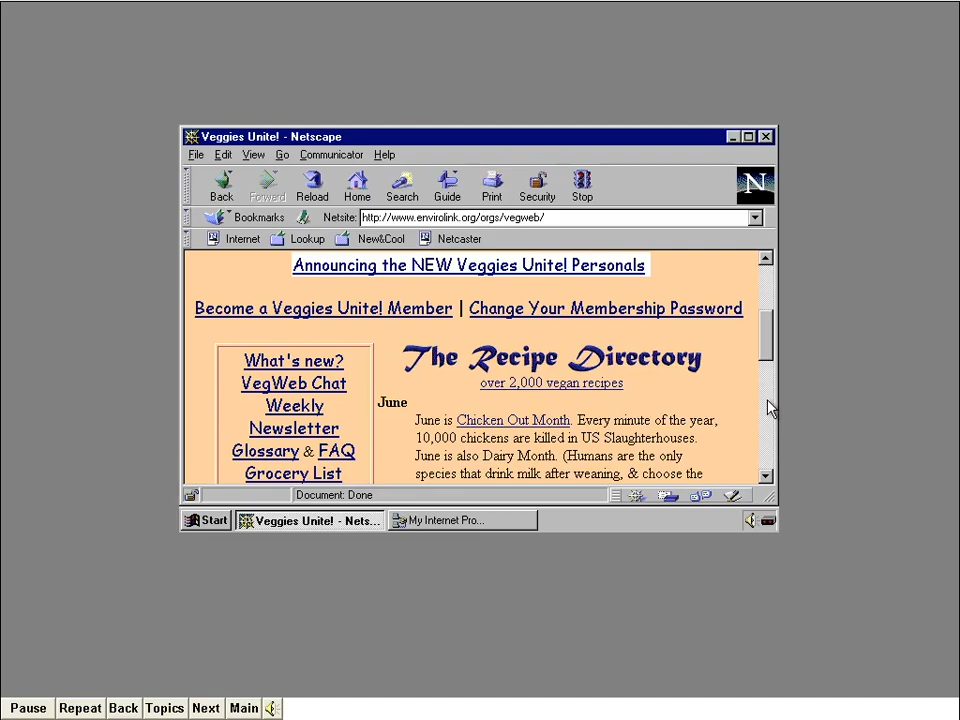 Veggies Unite! - Netscape
File Edit View Go Communicator Help
N
Back Forward Reload Home Search Guide Print Security Stop
Bookmarks Netsite: http://www.envirolink.org/orgs/vegweb/
Internet Lookup New&Cool Netcaster
Announcing the NEW Veggies Unite! Personals
Become a Veggies Unite! Member | Change Your Membership Password
What's new?
VegWeb Chat
Weekly
Newsletter
Glossary & FAQ
Grocery List
The Recipe Directory
over 2,000 vegan recipes
June
June is Chicken Out Month. Every minute of the year,
10,000 chickens are killed in US Slaughterhouses.
June is also Dairy Month. (Humans are the only
species that drink milk after weaning, & choose the
Document: Done
Start Veggies Unite! - Nets... My Internet Pro...
Pause Repeat Back Topics Next Main